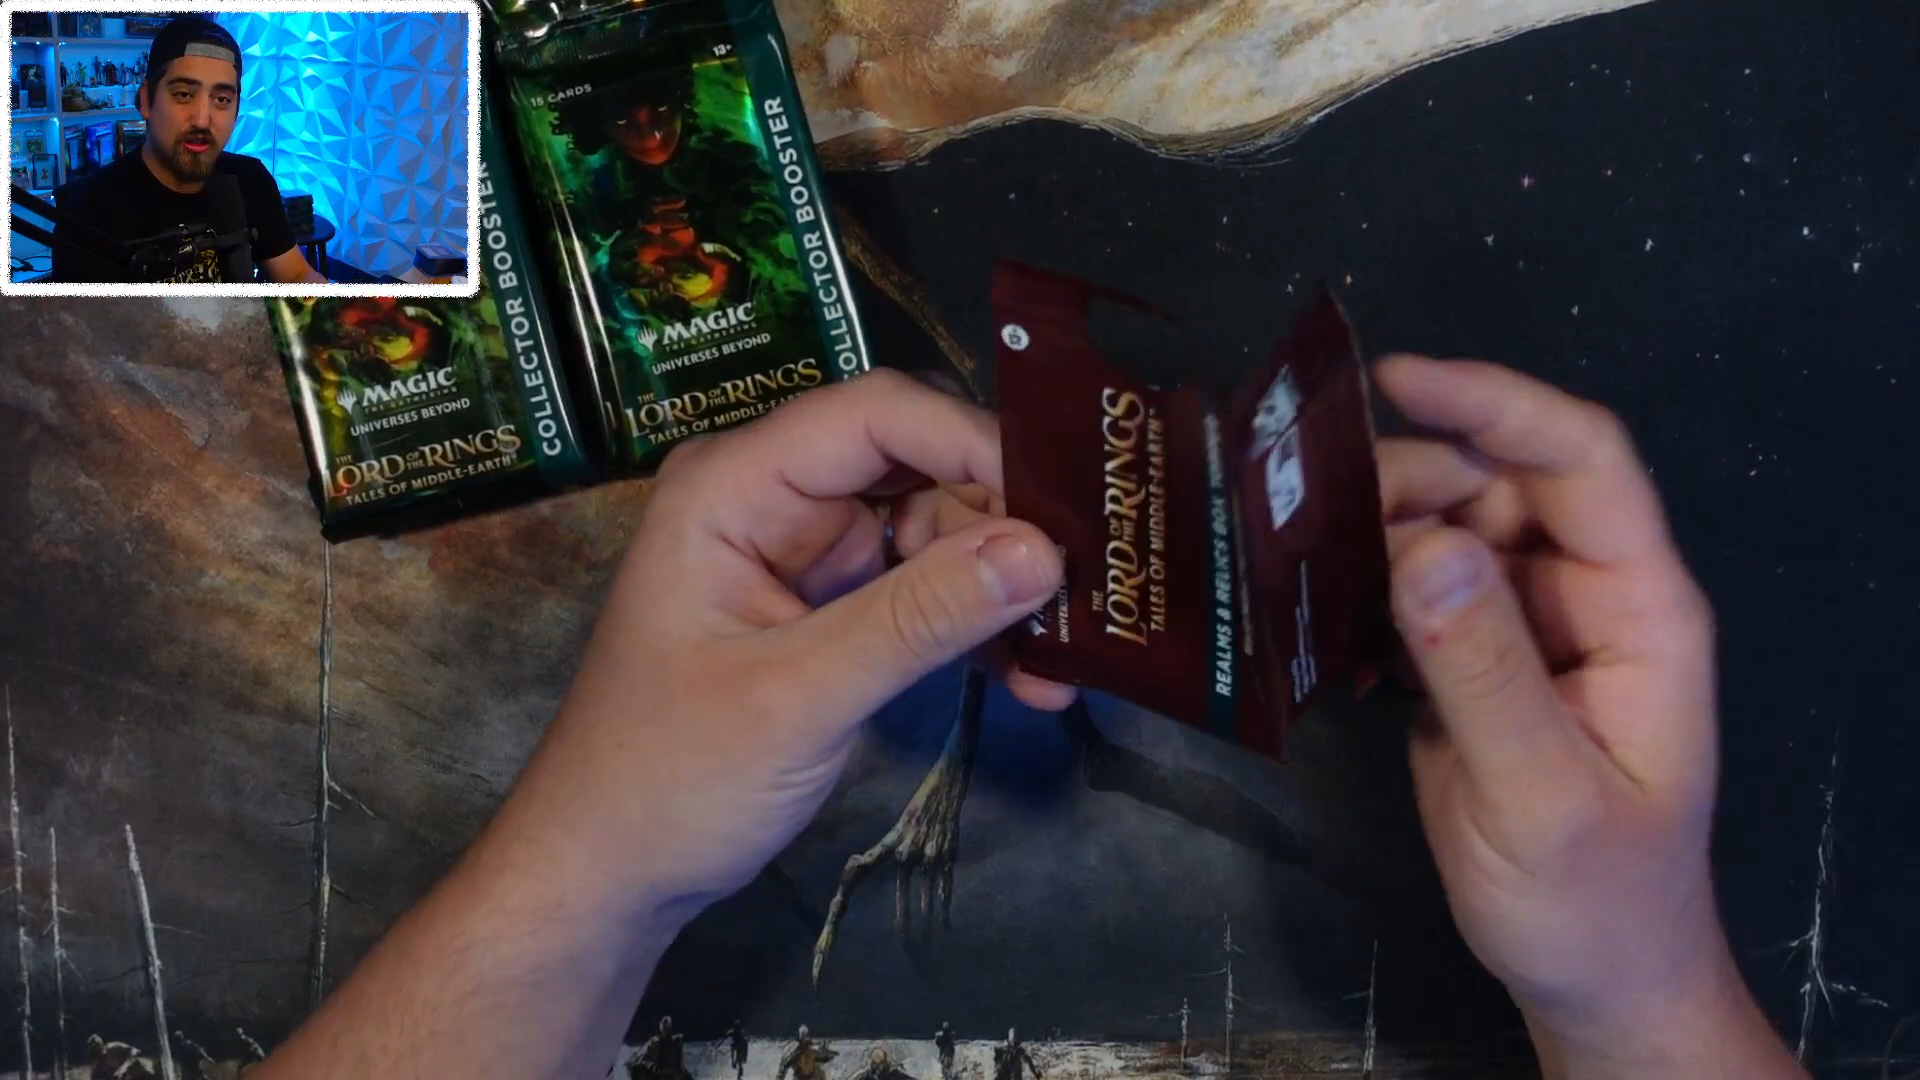 15 CARDS
13+
COLLECTOR BOOSTER
MAGIC
THE GATHERING
UNIVERSES BEYOND
THE
LORD OF THE RINGS
TALES OF MIDDLE-EARTH
COLLECTOR BOOSTER
MAGIC
THE GATHERING
UNIVERSES BEYOND
THE
LORD OF THE RINGS
TALES OF MIDDLE-EARTH
COLLECTOR BOOSTER
THE
LORD OF THE RINGS
TALES OF MIDDLE-EARTH
REALMS & RELICS BOX TOPPER